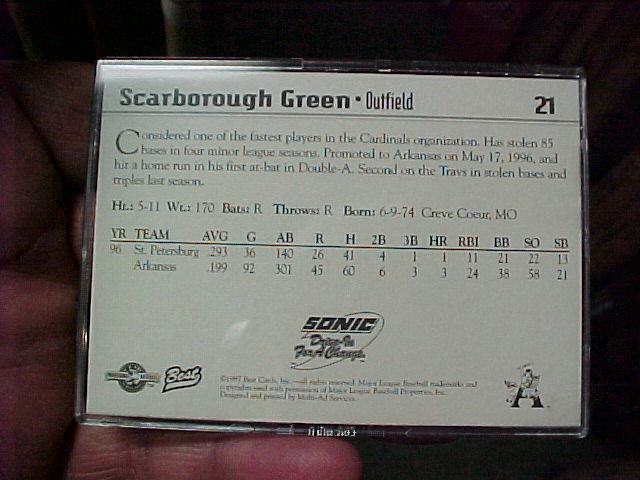 Scarborough Green • Outfield 21
Considered one of the fastest players in the Cardinals organization. Has stolen 85
bases in four minor league seasons. Promoted to Arkansas on May 17, 1996, and
hit a home run in his first at-bat in Double-A. Second on the Travs in stolen bases and
triples last season.
Ht.: 5-11 Wt.: 170 Bats: R Throws: R Born: 6-9-74 Creve Coeur, MO
YR TEAM AVG G AB R H 2B 3B HR RBI BB SO SB
96 St. Petersburg .293 36 140 26 41 4 1 1 11 21 22 13
Arkansas .199 92 301 45 60 6 3 3 24 38 58 21
SONIC
Drive-In
For A Change.
Best
©1997 Best Cards, Inc.—all rights reserved. Major League Baseball trademarks and
copyrights used with permission of Major League Baseball Properties, Inc.
Designed and printed by Multi-Ad Services.
A